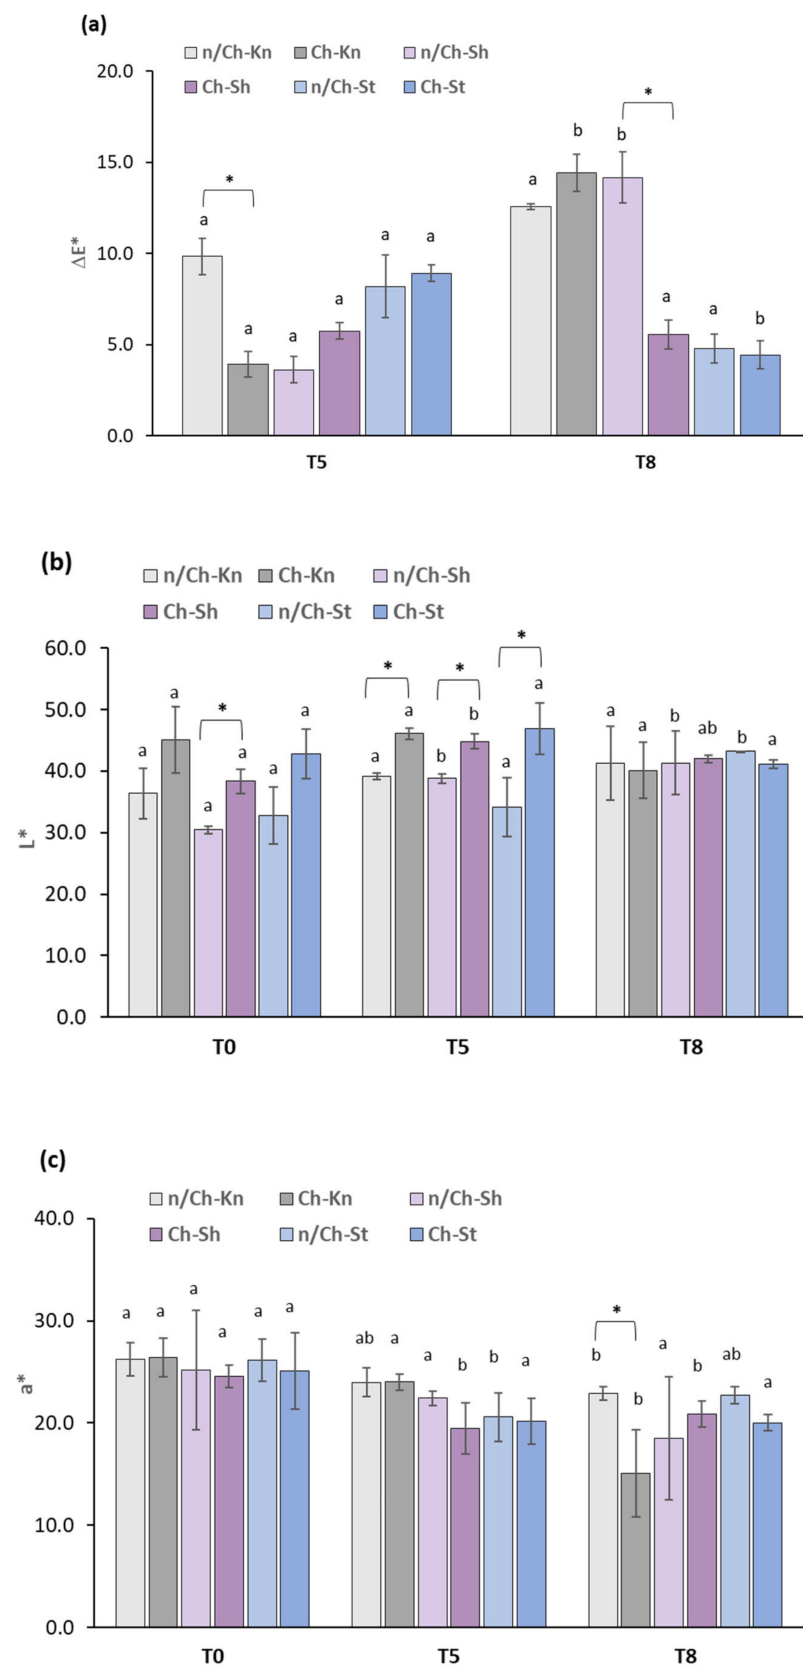 (a)
n/Ch-Kn Ch-Kn n/Ch-Sh
Ch-Sh n/Ch-St Ch-St
20.0
*
b b
15.0
a
*
a
10.0
a a
a
a a
a a
b
5.0
0.0
ΔE*
T5 T8
(b)
n/Ch-Kn Ch-Kn n/Ch-Sh
Ch-Sh n/Ch-St Ch-St
60.0
* * *
a a a b a
a a b ab b a
50.0
*
a a a a b a
40.0
a
30.0
20.0
10.0
0.0
L*
T0 T5 T8
(c)
n/Ch-Kn Ch-Kn n/Ch-Sh
Ch-Sh n/Ch-St Ch-St
40.0
*
a a a a a a
ab a a b b a
b b a b ab a
30.0
20.0
10.0
0.0
a*
T0 T5 T8